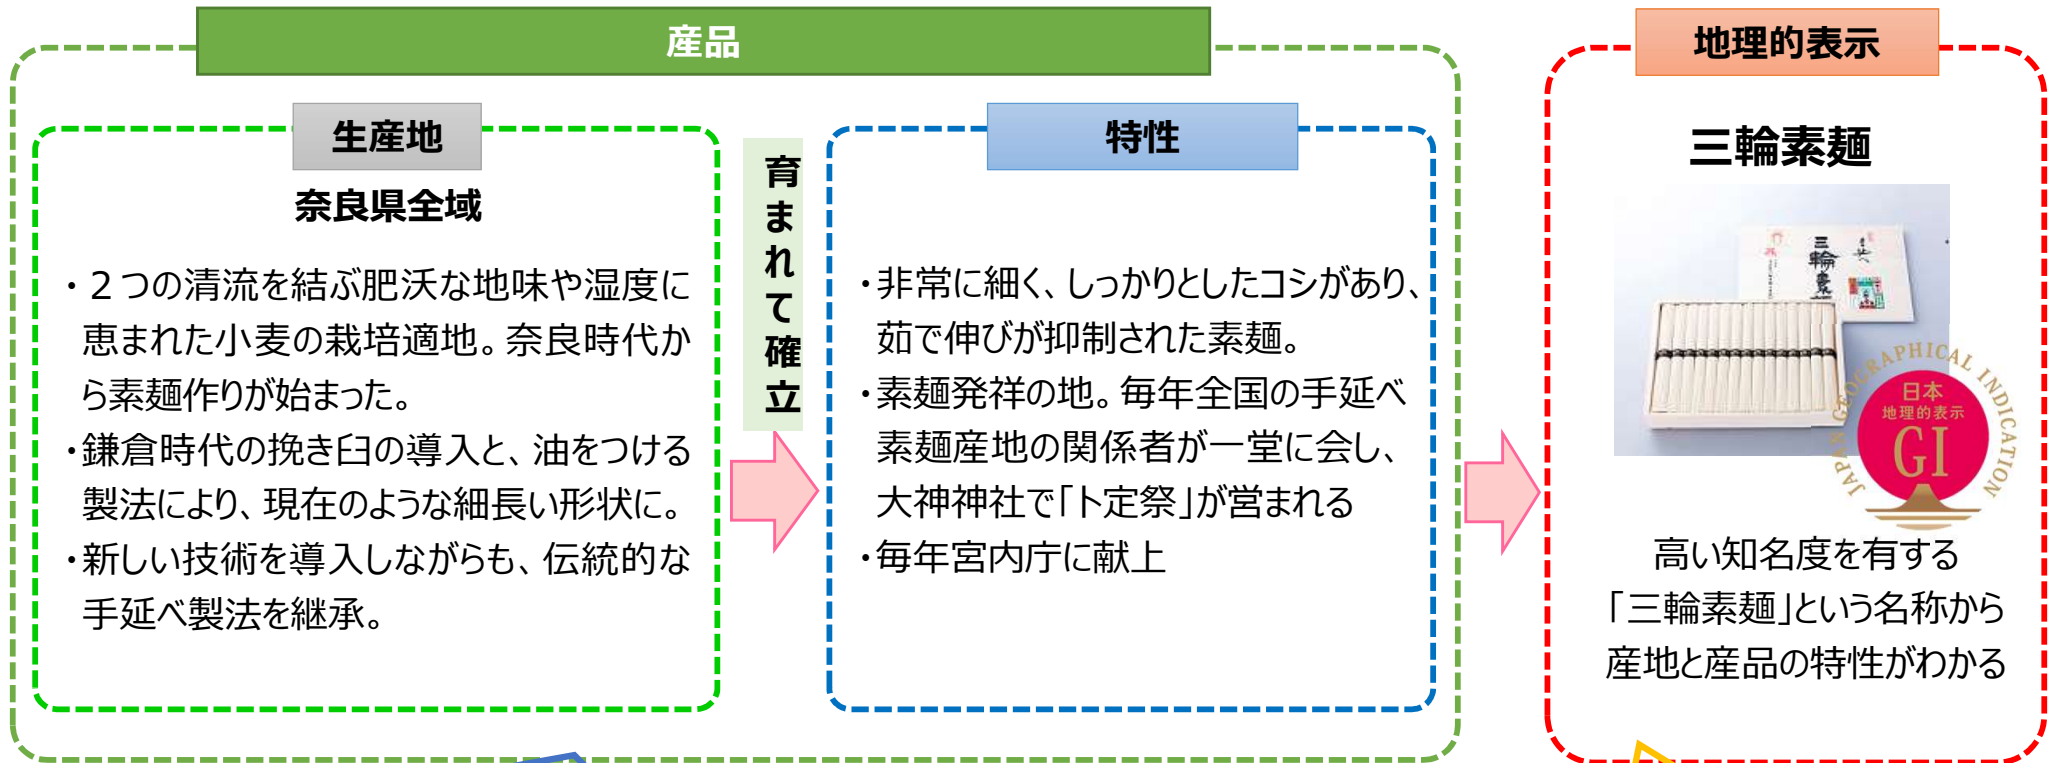 産品
生産地
奈良県全域
・２つの清流を結ぶ肥沃な地味や湿度に
恵まれた小麦の栽培適地。奈良時代か
ら素麺作りが始まった。
・鎌倉時代の挽き臼の導入と、油をつける
製法により、現在のような細長い形状に。
・新しい技術を導入しながらも、伝統的な
手延べ製法を継承。
育まれて確立
特性
・非常に細く、しっかりとしたコシがあり、
茹で伸びが抑制された素麺。
・素麺発祥の地。毎年全国の手延べ
素麺産地の関係者が一堂に会し、
大神神社で「卜定祭」が営まれる
・毎年宮内庁に献上
地理的表示
三輪素麺
三輪素麺
JAPAN GEOGRAPHICAL INDICATION
日本
地理的表示
GI
高い知名度を有する
「三輪素麺」という名称から
産地と産品の特性がわかる